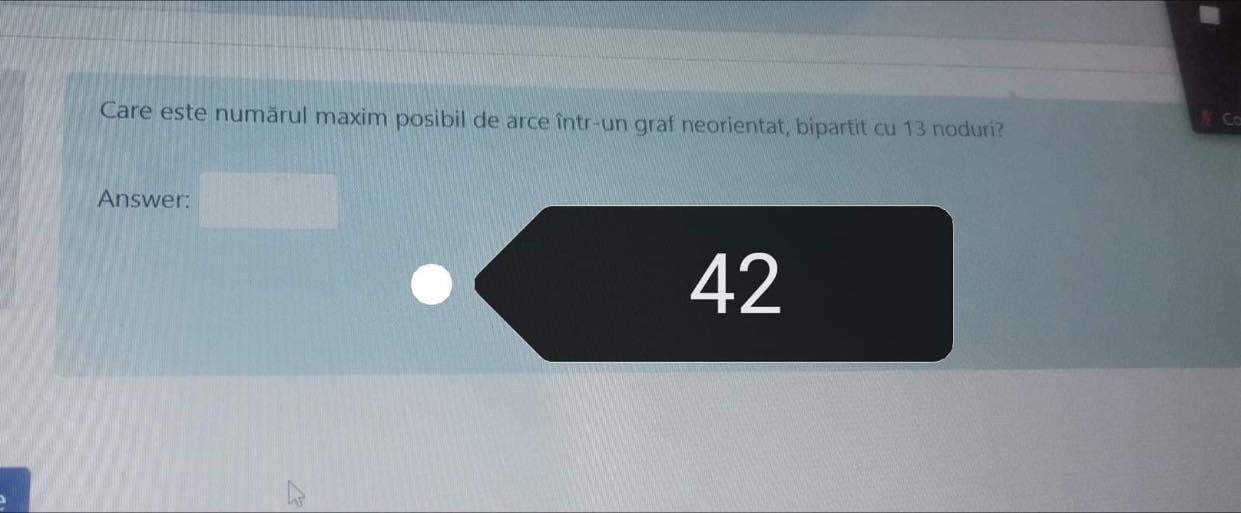 Care este numărul maxim posibil de arce într-un graf neorientat, bipartit cu 13 noduri?
Answer:
42